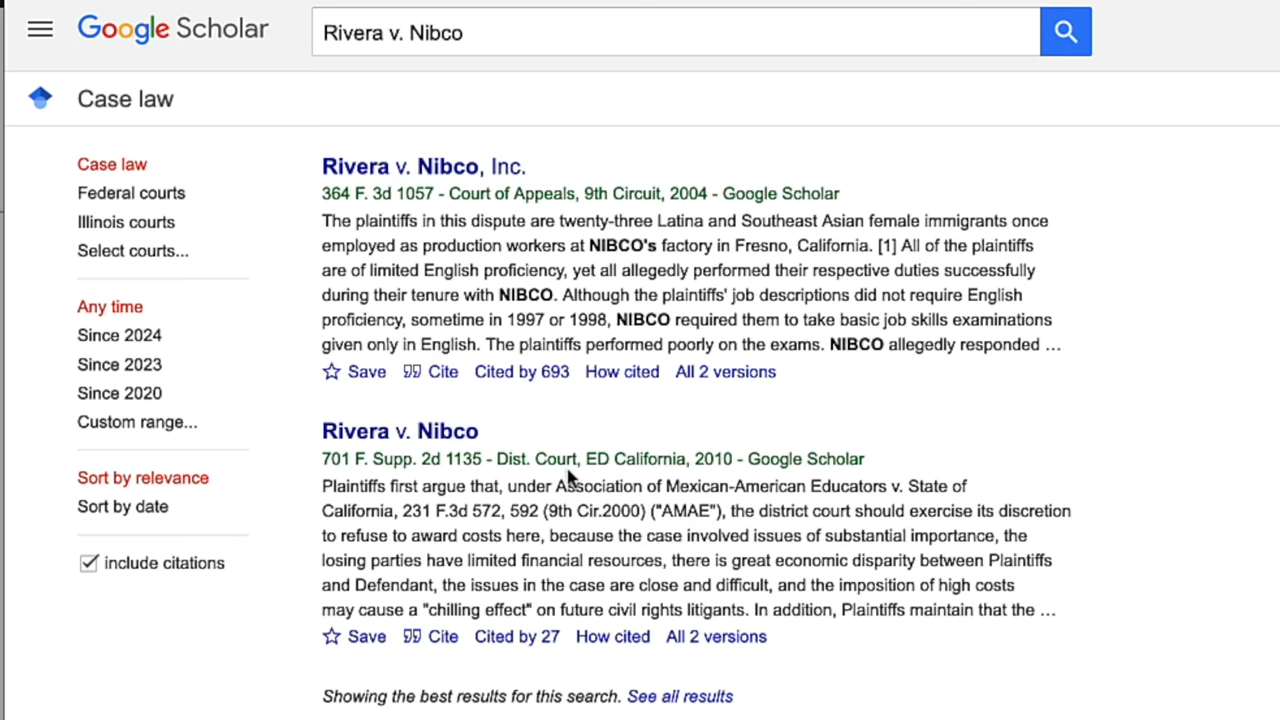 Google Scholar
Rivera v. Nibco
Case law
Case law
Federal courts
Illinois courts
Select courts...
Any time
Since 2024
Since 2023
Since 2020
Custom range...
Sort by relevance
Sort by date
include citations
Rivera v. Nibco, Inc.
364 F. 3d 1057 - Court of Appeals, 9th Circuit, 2004 - Google Scholar
The plaintiffs in this dispute are twenty-three Latina and Southeast Asian female immigrants once
employed as production workers at NIBCO's factory in Fresno, California. [1] All of the plaintiffs
are of limited English proficiency, yet all allegedly performed their respective duties successfully
during their tenure with NIBCO. Although the plaintiffs' job descriptions did not require English
proficiency, sometime in 1997 or 1998, NIBCO required them to take basic job skills examinations
given only in English. The plaintiffs performed poorly on the exams. NIBCO allegedly responded ...
Save Cite Cited by 693 How cited All 2 versions
Rivera v. Nibco
701 F. Supp. 2d 1135 - Dist. Court, ED California, 2010 - Google Scholar
Plaintiffs first argue that, under Association of Mexican-American Educators v. State of
California, 231 F.3d 572, 592 (9th Cir.2000) ("AMAE"), the district court should exercise its discretion
to refuse to award costs here, because the case involved issues of substantial importance, the
losing parties have limited financial resources, there is great economic disparity between Plaintiffs
and Defendant, the issues in the case are close and difficult, and the imposition of high costs
may cause a "chilling effect" on future civil rights litigants. In addition, Plaintiffs maintain that the ...
Save Cite Cited by 27 How cited All 2 versions
Showing the best results for this search. See all results